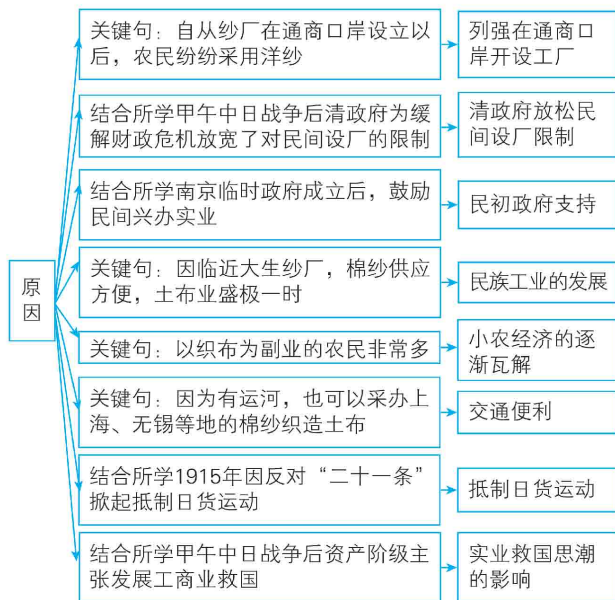 关键句：自从纱厂在通商口岸设立以
后，农民纷纷采用洋纱
列强在通商口
岸开设工厂
结合所学甲午中日战争后清政府为缓
解财政危机放宽了对民间设厂的限制
清政府放松民
间设厂限制
结合所学南京临时政府成立后，鼓励
民间兴办实业
民初政府支持
原
因
关键句：因临近大生纱厂，棉纱供应
方便，土布业盛极一时
民族工业的发展
关键句：以织布为副业的农民非常多
小农经济的逐
渐瓦解
关键句：因为有运河，也可以采办上
海、无锡等地的棉纱织造土布
交通便利
结合所学1915年因反对“二十一条”
掀起抵制日货运动
抵制日货运动
结合所学甲午中日战争后资产阶级主
张发展工商业救国
实业救国思潮
的影响